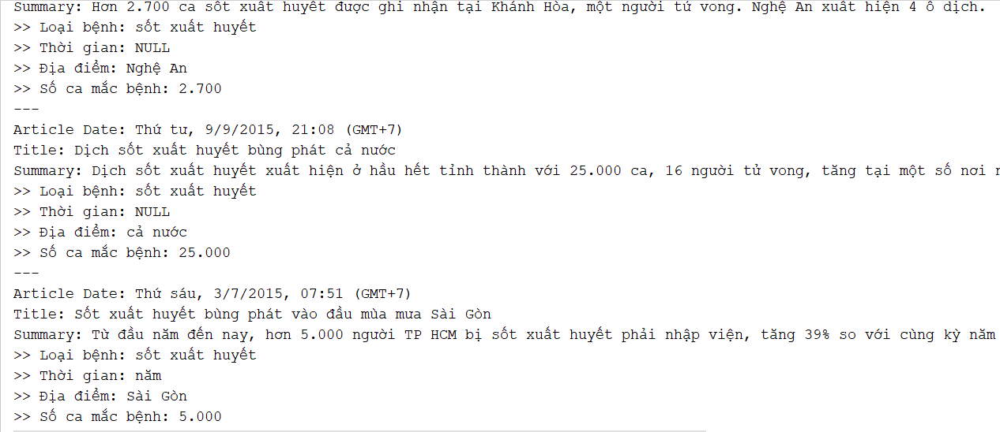 Summary: Hơn 2.700 ca sốt xuất huyết được ghi nhận tại Khánh Hòa, một người tử vong. Nghệ An xuất hiện 4 ổ dịch.
>> Loại bệnh: sốt xuất huyết
>> Thời gian: NULL
>> Địa điểm: Nghệ An
>> Số ca mắc bệnh: 2.700
---
Article Date: Thứ tư, 9/9/2015, 21:08 (GMT+7)
Title: Dịch sốt xuất huyết bùng phát cả nước
Summary: Dịch sốt xuất huyết xuất hiện ở hầu hết tỉnh thành với 25.000 ca, 16 người tử vong, tăng tại một số nơi
>> Loại bệnh: sốt xuất huyết
>> Thời gian: NULL
>> Địa điểm: cả nước
>> Số ca mắc bệnh: 25.000
---
Article Date: Thứ sáu, 3/7/2015, 07:51 (GMT+7)
Title: Sốt xuất huyết bùng phát vào đầu mùa mưa Sài Gòn
Summary: Từ đầu năm đến nay, hơn 5.000 người TP HCM bị sốt xuất huyết phải nhập viện, tăng 39% so với cùng kỳ năm
>> Loại bệnh: sốt xuất huyết
>> Thời gian: năm
>> Địa điểm: Sài Gòn
>> Số ca mắc bệnh: 5.000